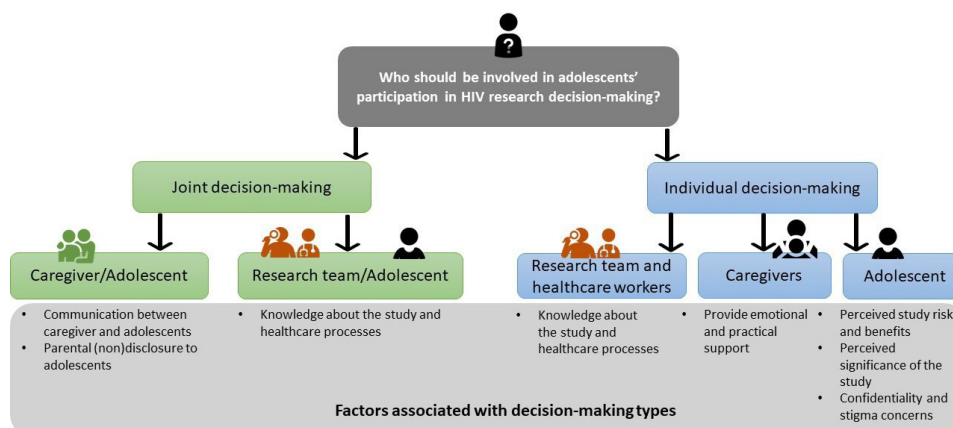 ?
Who should be involved in adolescents'
participation in HIV research decision-making?
Joint decision-making
Individual decision-making
Caregiver/Adolescent
Research team/Adolescent
Research team and
healthcare workers
Caregivers
Adolescent
• Communication between
caregiver and adolescents
• Parental (non)disclosure to
adolescents
• Knowledge about the study and
healthcare processes
• Knowledge about
the study and
healthcare processes
• Provide emotional
and practical
support
• Perceived study risk
and benefits
• Perceived
significance of the
study
• Confidentiality and
stigma concerns
Factors associated with decision-making types